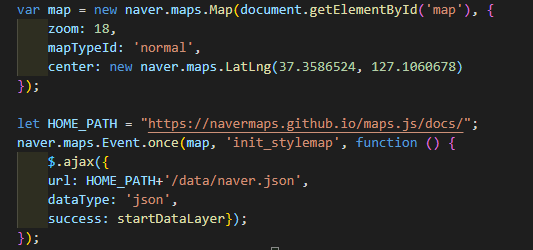 var map = new naver.maps.Map(document.getElementById('map'), {
    zoom: 18,
    mapTypeId: 'normal',
    center: new naver.maps.LatLng(37.3586524, 127.1060678)
});

let HOME_PATH = "https://navermaps.github.io/maps.js/docs/";
naver.maps.Event.once(map, 'init_stylemap', function () {
    $.ajax({
    url: HOME_PATH+'/data/naver.json',
    dataType: 'json',
    success: startDataLayer});
});